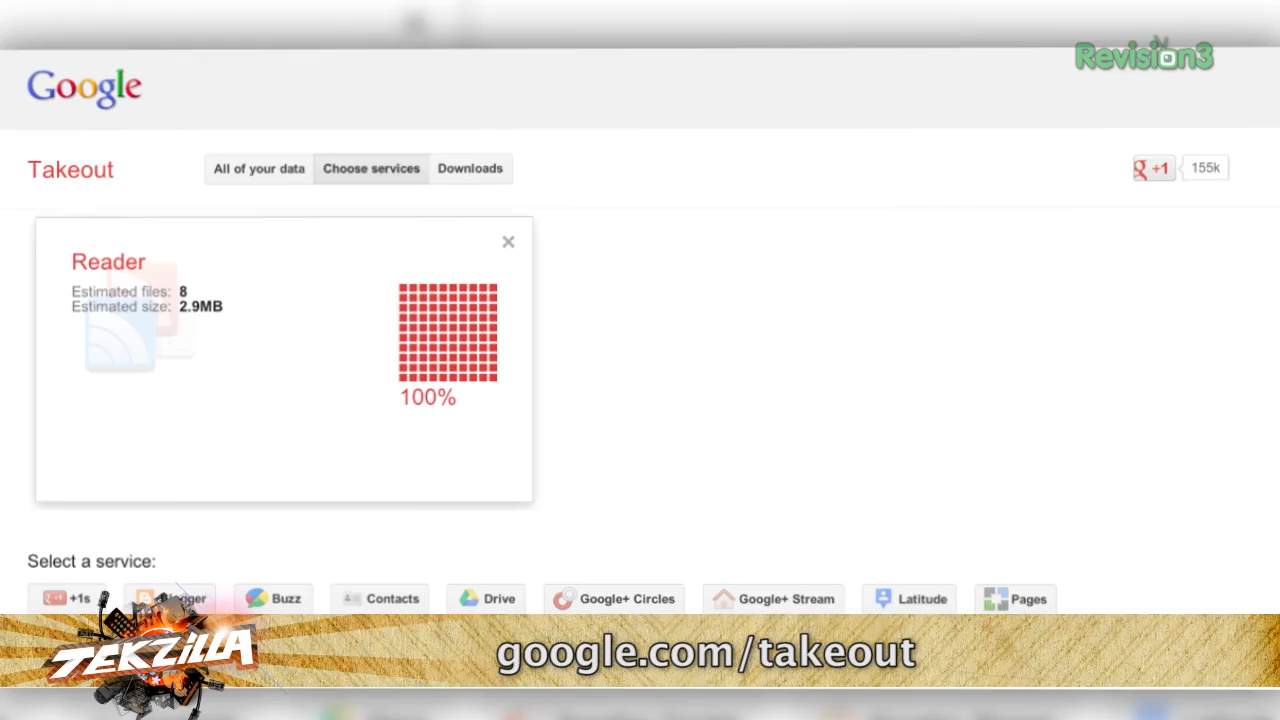 Revision3
Google
Takeout
All of your data
Choose services
Downloads
g +1
155k
Reader
Estimated files: 8
Estimated size: 2.9MB
100%
Select a service:
+1s
Blogger
Buzz
Contacts
Drive
Google+ Circles
Google+ Stream
Latitude
Pages
TEKZILLA
google.com/takeout